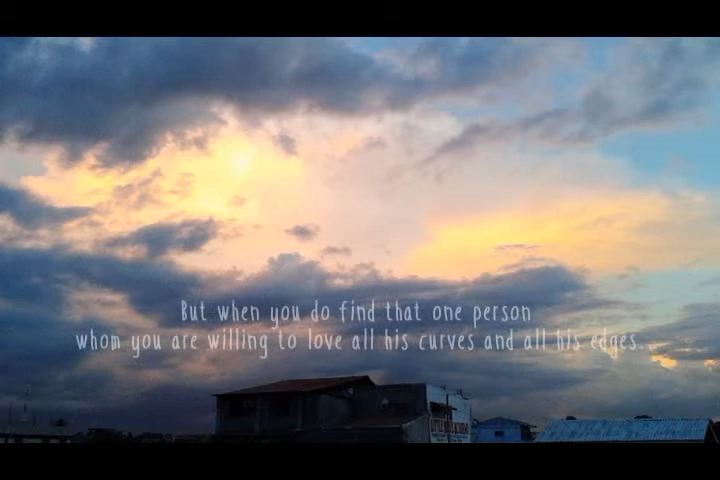 But when you do find that one person
whom you are willing to love all his curves and all his edges.